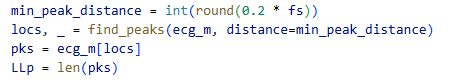 min_peak_distance = int(round(0.2 * fs))
locs, _ = find_peaks(ecg_m, distance=min_peak_distance)
pks = ecg_m[locs]
LLp = len(pks)